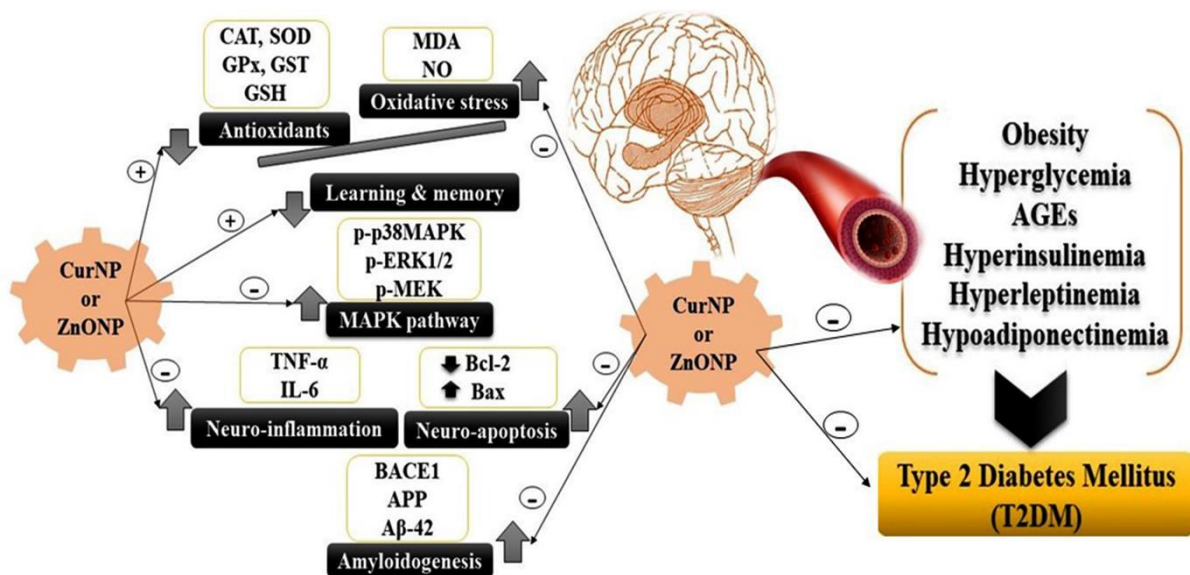 CAT, SOD
GPx, GST
GSH
Antioxidants
MDA
NO
Oxidative stress
+
-
Learning & memory
+
p-p38MAPK
p-ERK1/2
p-MEK
MAPK pathway
-
CurNP
or
ZnONP
-
TNF-α
IL-6
Neuro-inflammation
Bcl-2
Bax
Neuro-apoptosis
-
BACE1
APP
Aβ-42
Amyloidogenesis
-
CurNP
or
ZnONP
-
-
Obesity
Hyperglycemia
AGEs
Hyperinsulinemia
Hyperleptinemia
Hypoadiponectinemia
Type 2 Diabetes Mellitus
(T2DM)